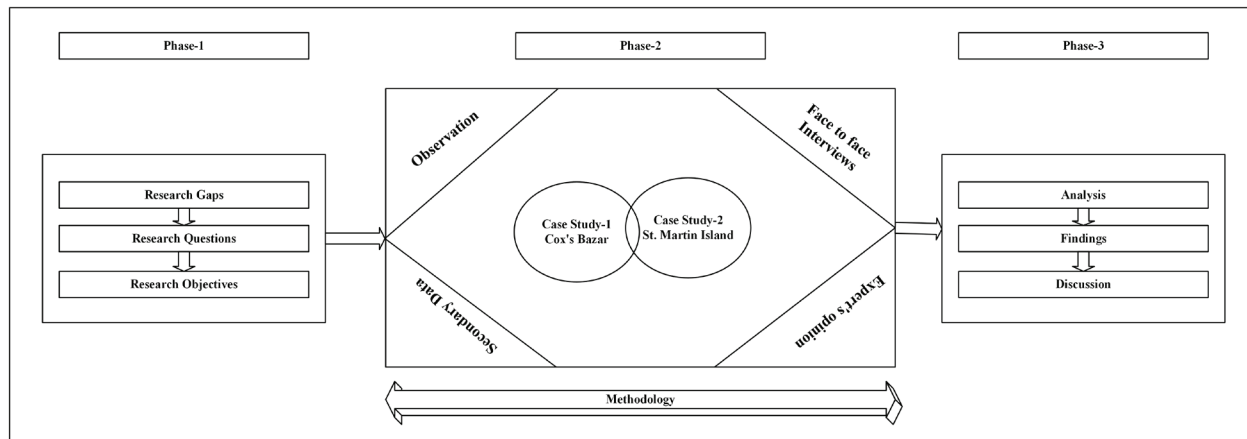 Phase-1
Phase-2
Phase-3
Research Gaps
Research Questions
Research Objectives
Observation
Face to face
Interviews
Case Study-1
Cox's Bazar
Case Study-2
St. Martin Island
Secondary Data
Expert's opinion
Analysis
Findings
Discussion
Methodology